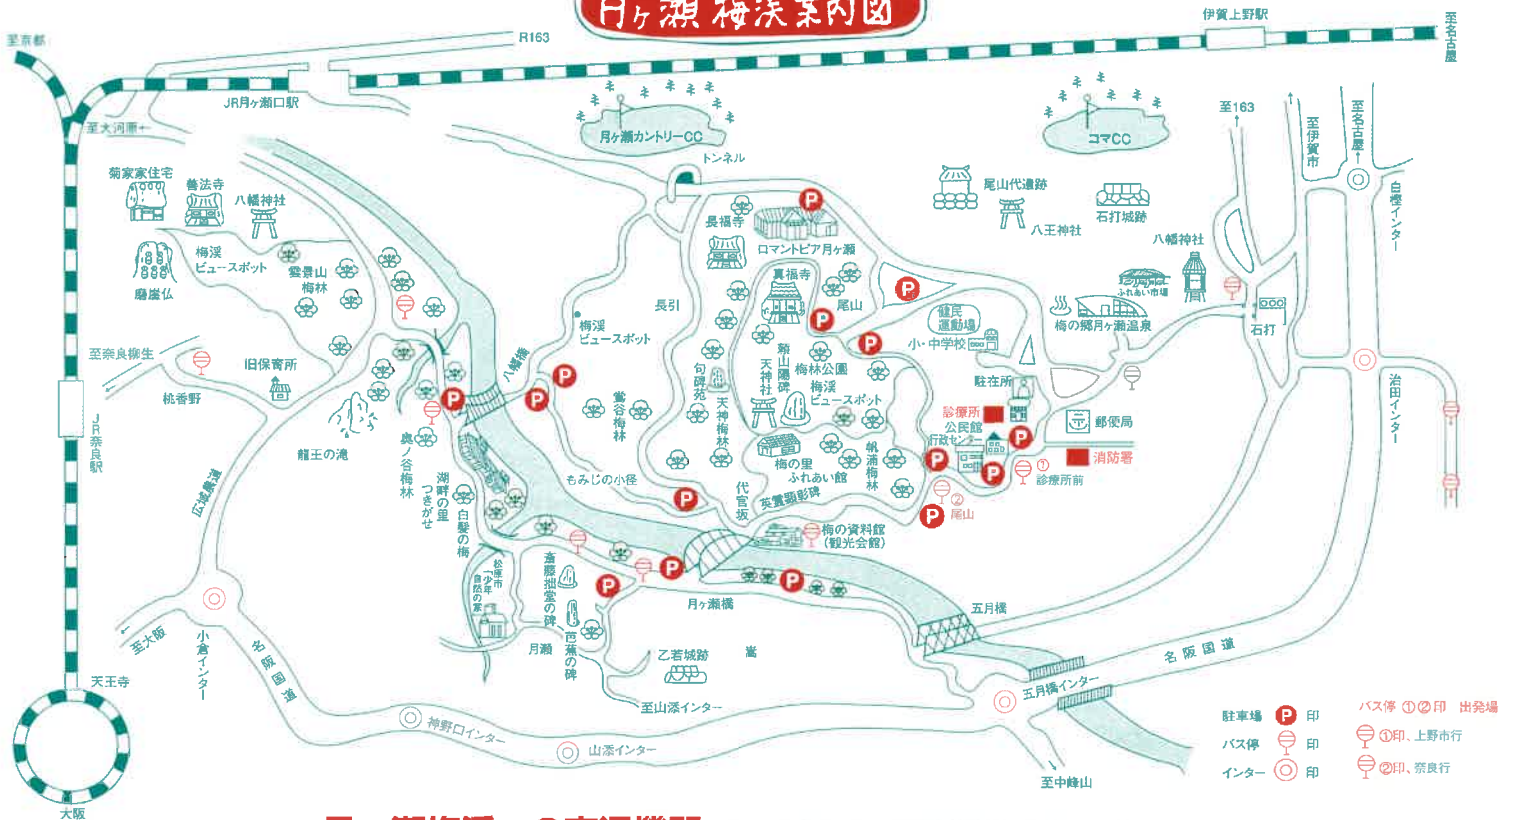 月ヶ瀬 梅渓案内図
至京都
R163
伊賀上野駅
至名古屋
JR月ヶ瀬口駅
至大河原←
月ヶ瀬カントリーCC
トンネル
コマCC
至163
至伊賀市
至名古屋
白樫インター
菊家家住宅
善法寺
八幡神社
梅渓
ビュースポット
磨崖仏
雲景山
梅林
長福寺
ロマントピア月ヶ瀬
尾山代遺跡
八王神社
石打城跡
八幡神社
ふれあい市場
梅の郷月ヶ瀬温泉
石打
真福寺
尾山
長引
梅渓
ビュースポット
健民
運動場
小・中学校
至奈良柳生
桃香野
旧保育所
八幡橋
鶯谷梅林
句碑苑
天神梅林
天神社
頼山陽碑
梅林公園
梅渓
ビュースポット
駐在所
診療所
公民館
行政センター
郵便局
消防署
①
診療所前
②
尾山
治田インター
JR奈良駅
龍王の滝
奥ノ谷梅林
湖畔の里
つきがせ
白髪の梅
もみじの小径
梅の里
ふれあい館
帆浦梅林
代官坂
英霊顕彰碑
梅の資料館
(観光会館)
広域農道
松原市
少年
自然の家
斎藤拙堂の碑
芭蕉の碑
月ヶ瀬橋
五月橋
月瀬
乙若城跡
嵩
至山添インター
至大阪
小倉インター
名阪国道
名阪国道
五月橋インター
神野口インター
山添インター
至中峰山
天王寺
大阪
駐車場 P 印
バス停 印
インター 印
バス停 ①②印 出発場
①印、上野市行
②印、奈良行